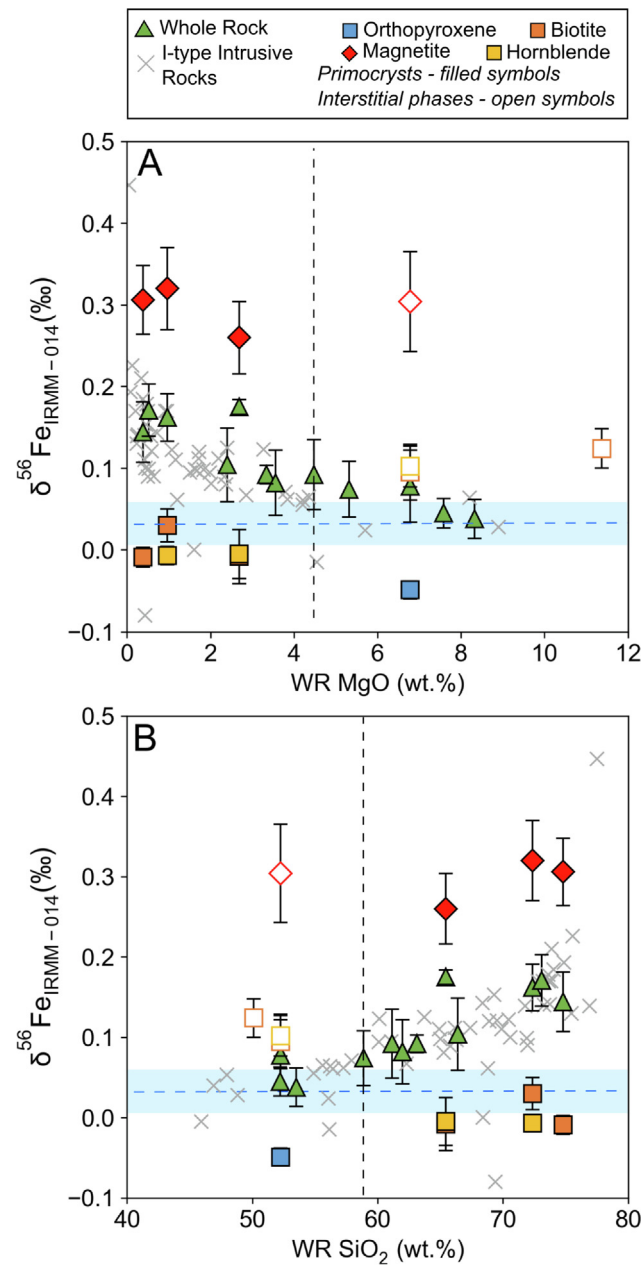 Whole Rock
I-type Intrusive
Rocks
Orthopyroxene
Biotite
Magnetite
Hornblende
Primocrysts - filled symbols
Interstitial phases - open symbols
A
0.5
0.4
0.3
0.2
0.1
0.0
−0.1
δ⁵⁶Fe_IRMM−014(‰)
0 2 4 6 8 10 12
WR MgO (wt.%)
B
0.5
0.4
0.3
0.2
0.1
0.0
−0.1
δ⁵⁶Fe_IRMM−014(‰)
40 50 60 70 80
WR SiO₂ (wt.%)